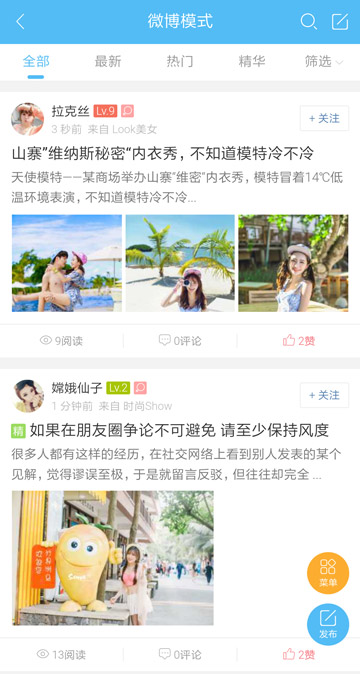 微博模式
全部 最新 热门 精华 筛选
拉克丝 Lv.9
3 秒前 来自 Look美女
+ 关注
山寨”维纳斯秘密“内衣秀，不知道模特冷不冷
天使模特——某商场举办山寨“维密”内衣秀，模特冒着14℃低
温环境表演，不知道模特冷不冷...
9阅读 0评论 2赞
嫦娥仙子 Lv.2
1 分钟前 来自 时尚Show
+ 关注
精 如果在朋友圈争论不可避免 请至少保持风度
很多人都有这样的经历，在社交网络上看到别人发表的某个
见解，觉得谬误至极，于是就留言反驳，但往往却完全 ...
菜单
发布
13阅读 0评论 2赞